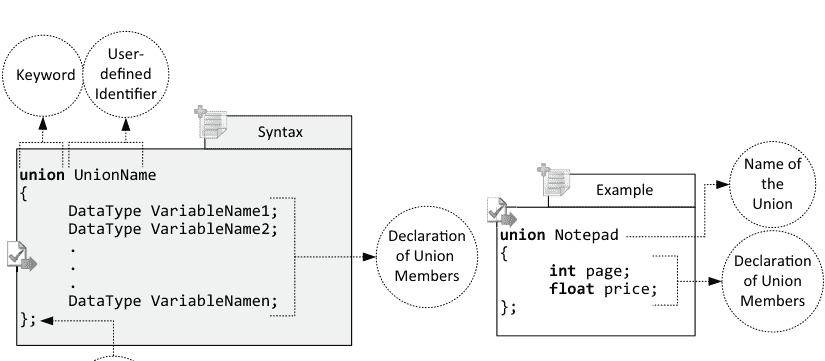 Keyword
User-
defined
Identifier
Syntax
union UnionName
{
DataType VariableName1;
DataType VariableName2;
.
.
.
DataType VariableNamen;
};
Declaration
of Union
Members
Example
Name of
the
Union
union Notepad
{
int page;
float price;
};
Declaration
of Union
Members